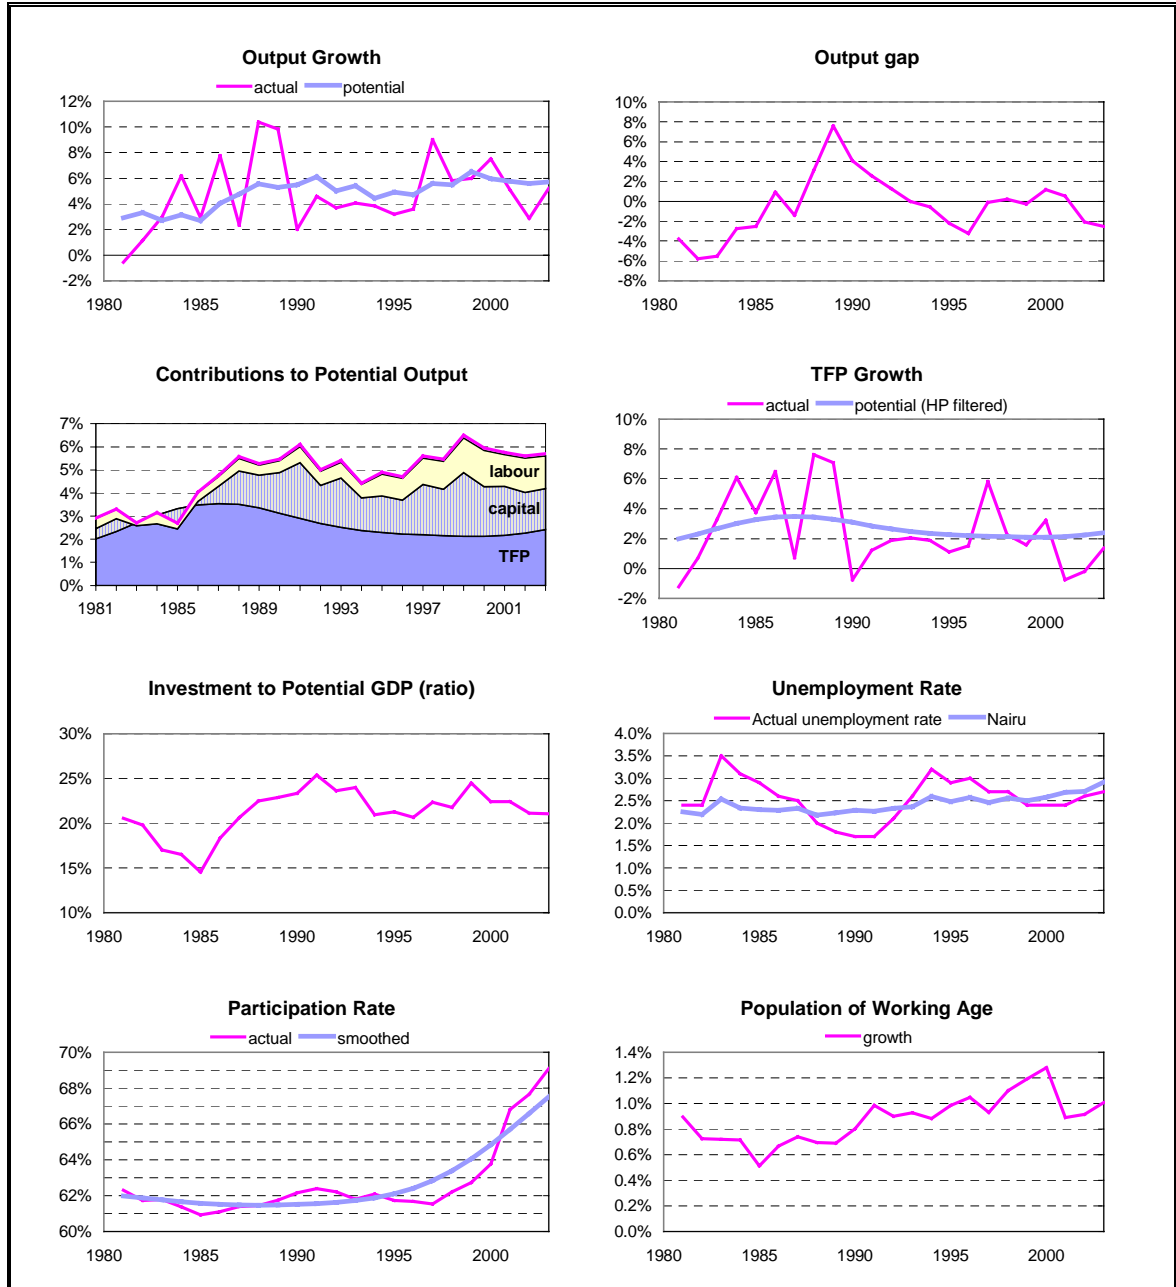 Output Growth
actual potential
12%
10%
8%
6%
4%
2%
0%
-2%
1980 1985 1990 1995 2000
Output gap
10%
8%
6%
4%
2%
0%
-2%
-4%
-6%
-8%
1980 1985 1990 1995 2000
Contributions to Potential Output
7%
6%
5%
4%
3%
2%
1%
0%
labour
capital
TFP
1981 1985 1989 1993 1997 2001
TFP Growth
actual potential (HP filtered)
10%
8%
6%
4%
2%
0%
-2%
1980 1985 1990 1995 2000
Investment to Potential GDP (ratio)
30%
25%
20%
15%
10%
1980 1985 1990 1995 2000
Unemployment Rate
Actual unemployment rate Nairu
4.0%
3.5%
3.0%
2.5%
2.0%
1.5%
1.0%
0.5%
0.0%
1980 1985 1990 1995 2000
Participation Rate
actual smoothed
70%
68%
66%
64%
62%
60%
1980 1985 1990 1995 2000
Population of Working Age
growth
1.4%
1.2%
1.0%
0.8%
0.6%
0.4%
0.2%
0.0%
1980 1985 1990 1995 2000